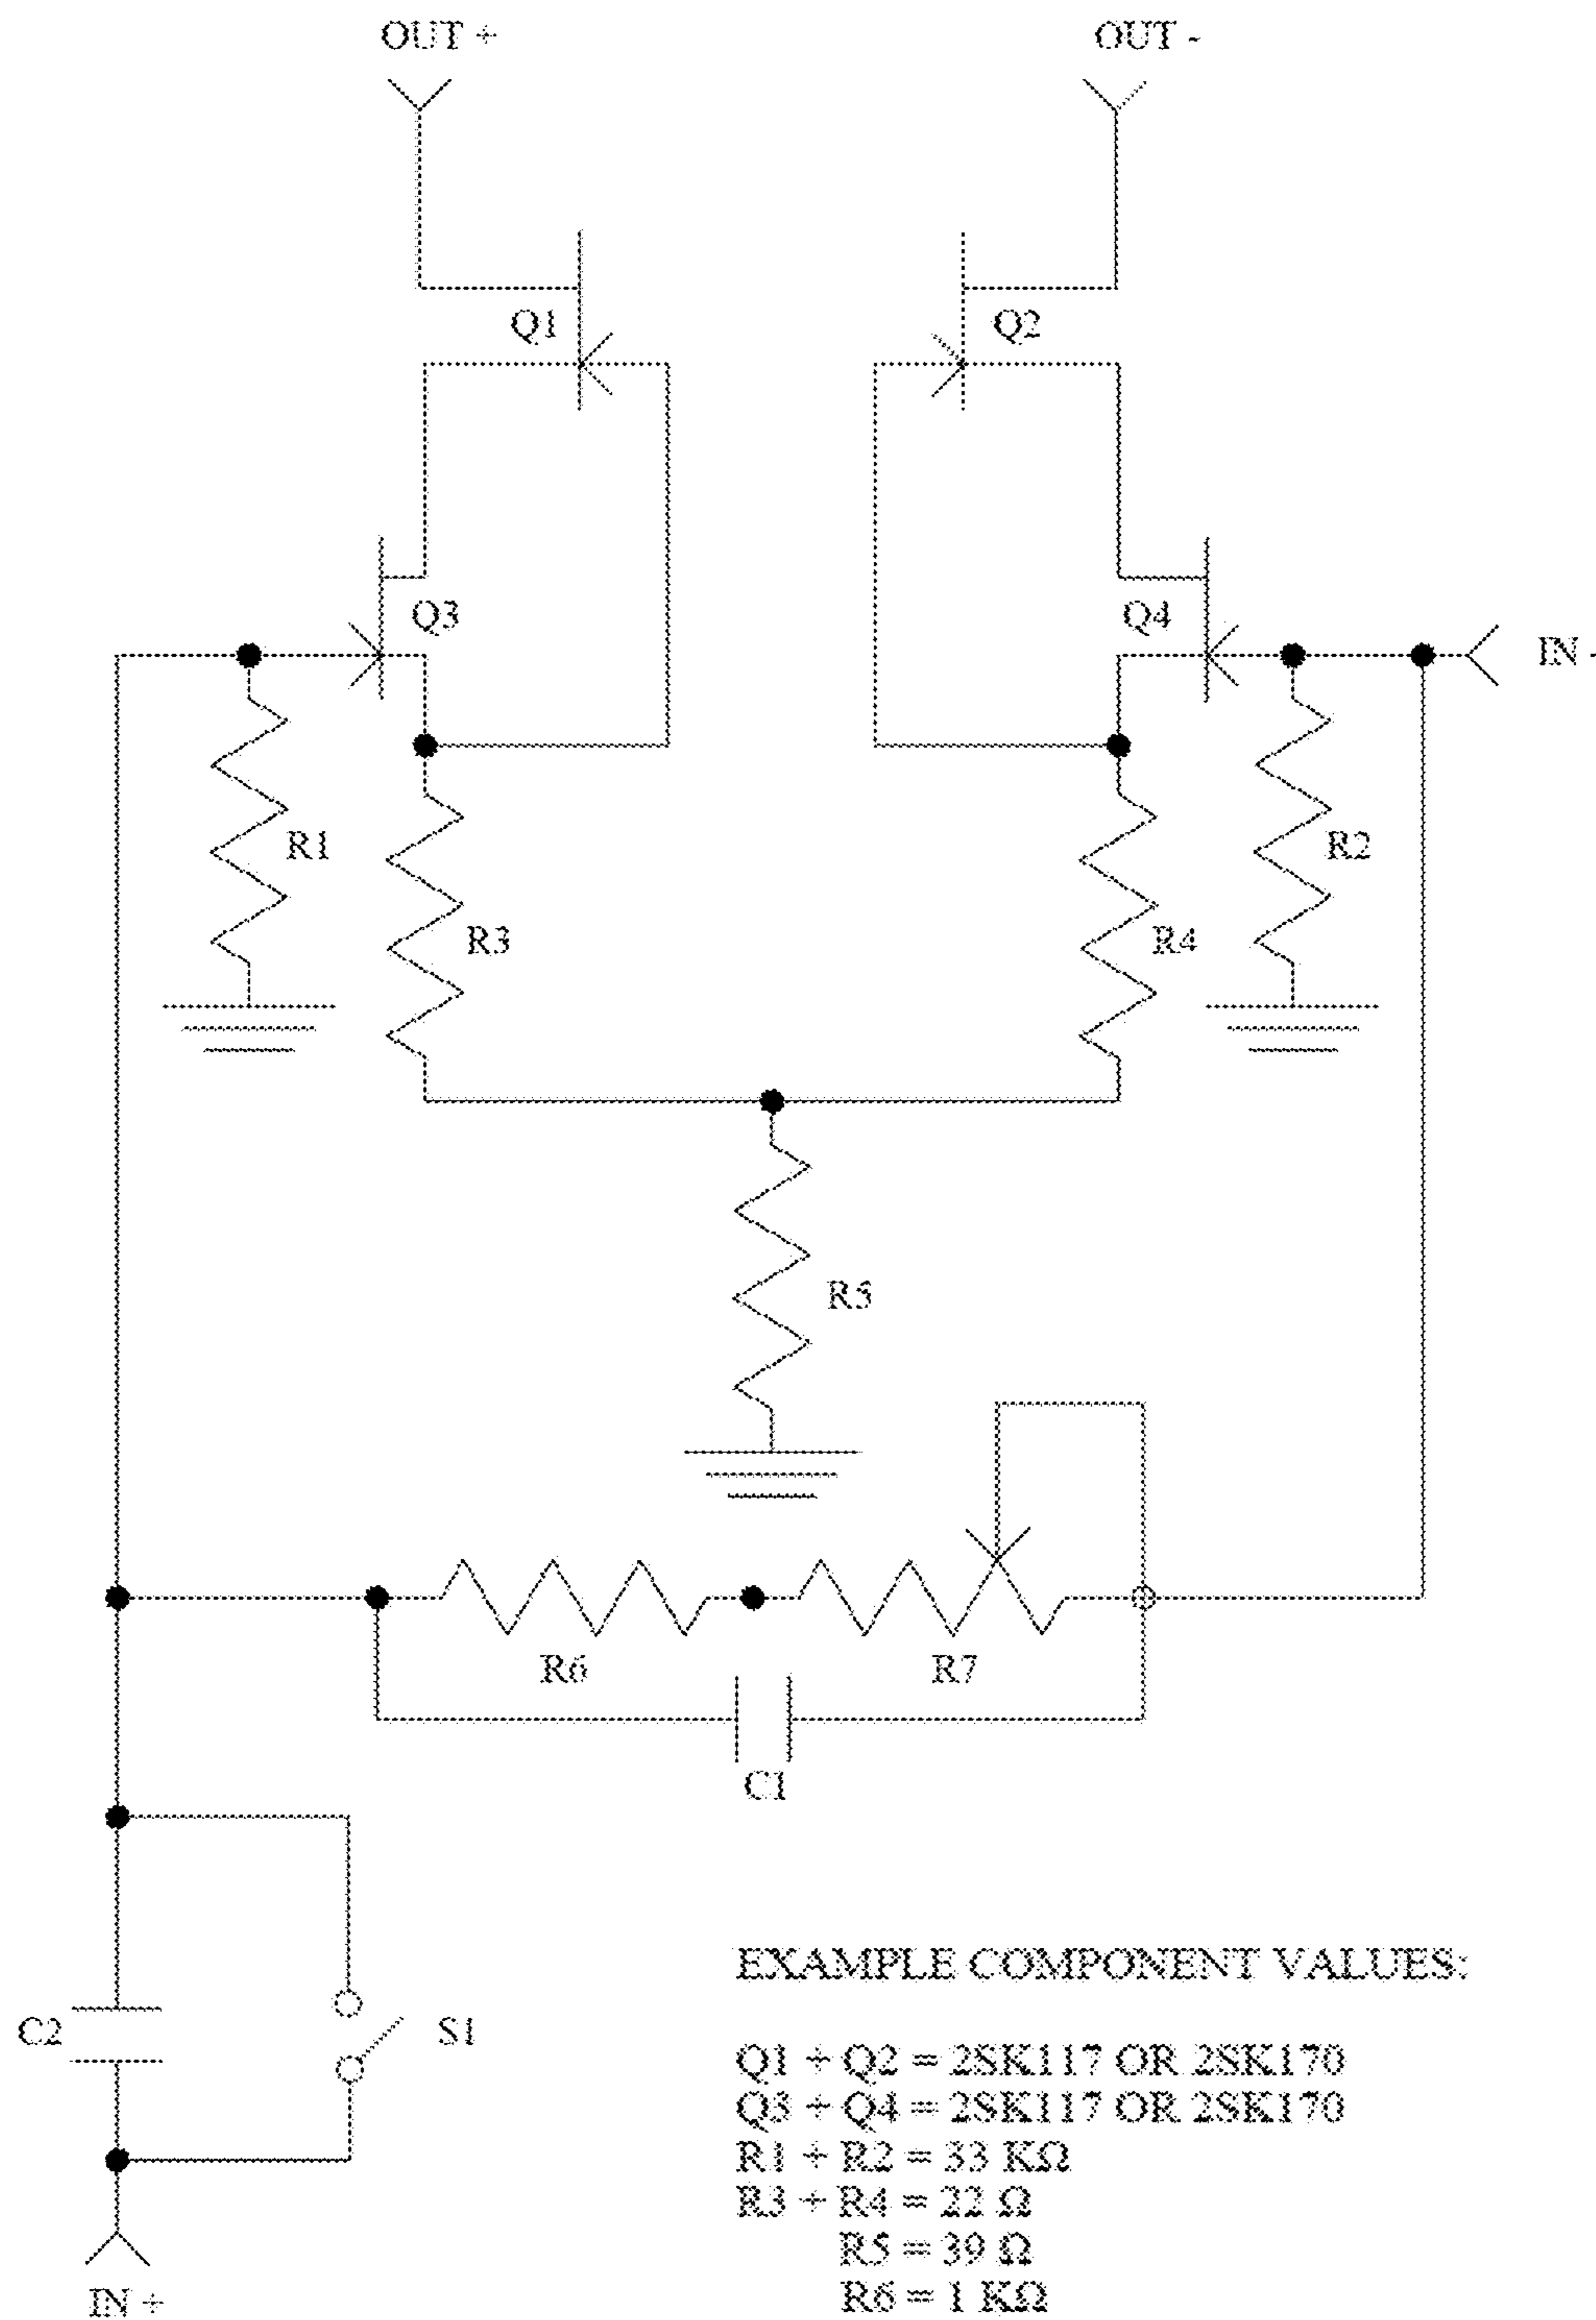 OUT + OUT -
Q1 Q2
Q3 Q4
IN -
R1 R2
R3 R4
R5
R6 R7
C1
C2 S1
IN +
EXAMPLE COMPONENT VALUES:
Q1 + Q2 = 2SK117 OR 2SK170
Q3 + Q4 = 2SK117 OR 2SK170
R1 + R2 = 33 KΩ
R3 + R4 = 22 Ω
R5 = 39 Ω
R6 = 1 KΩ